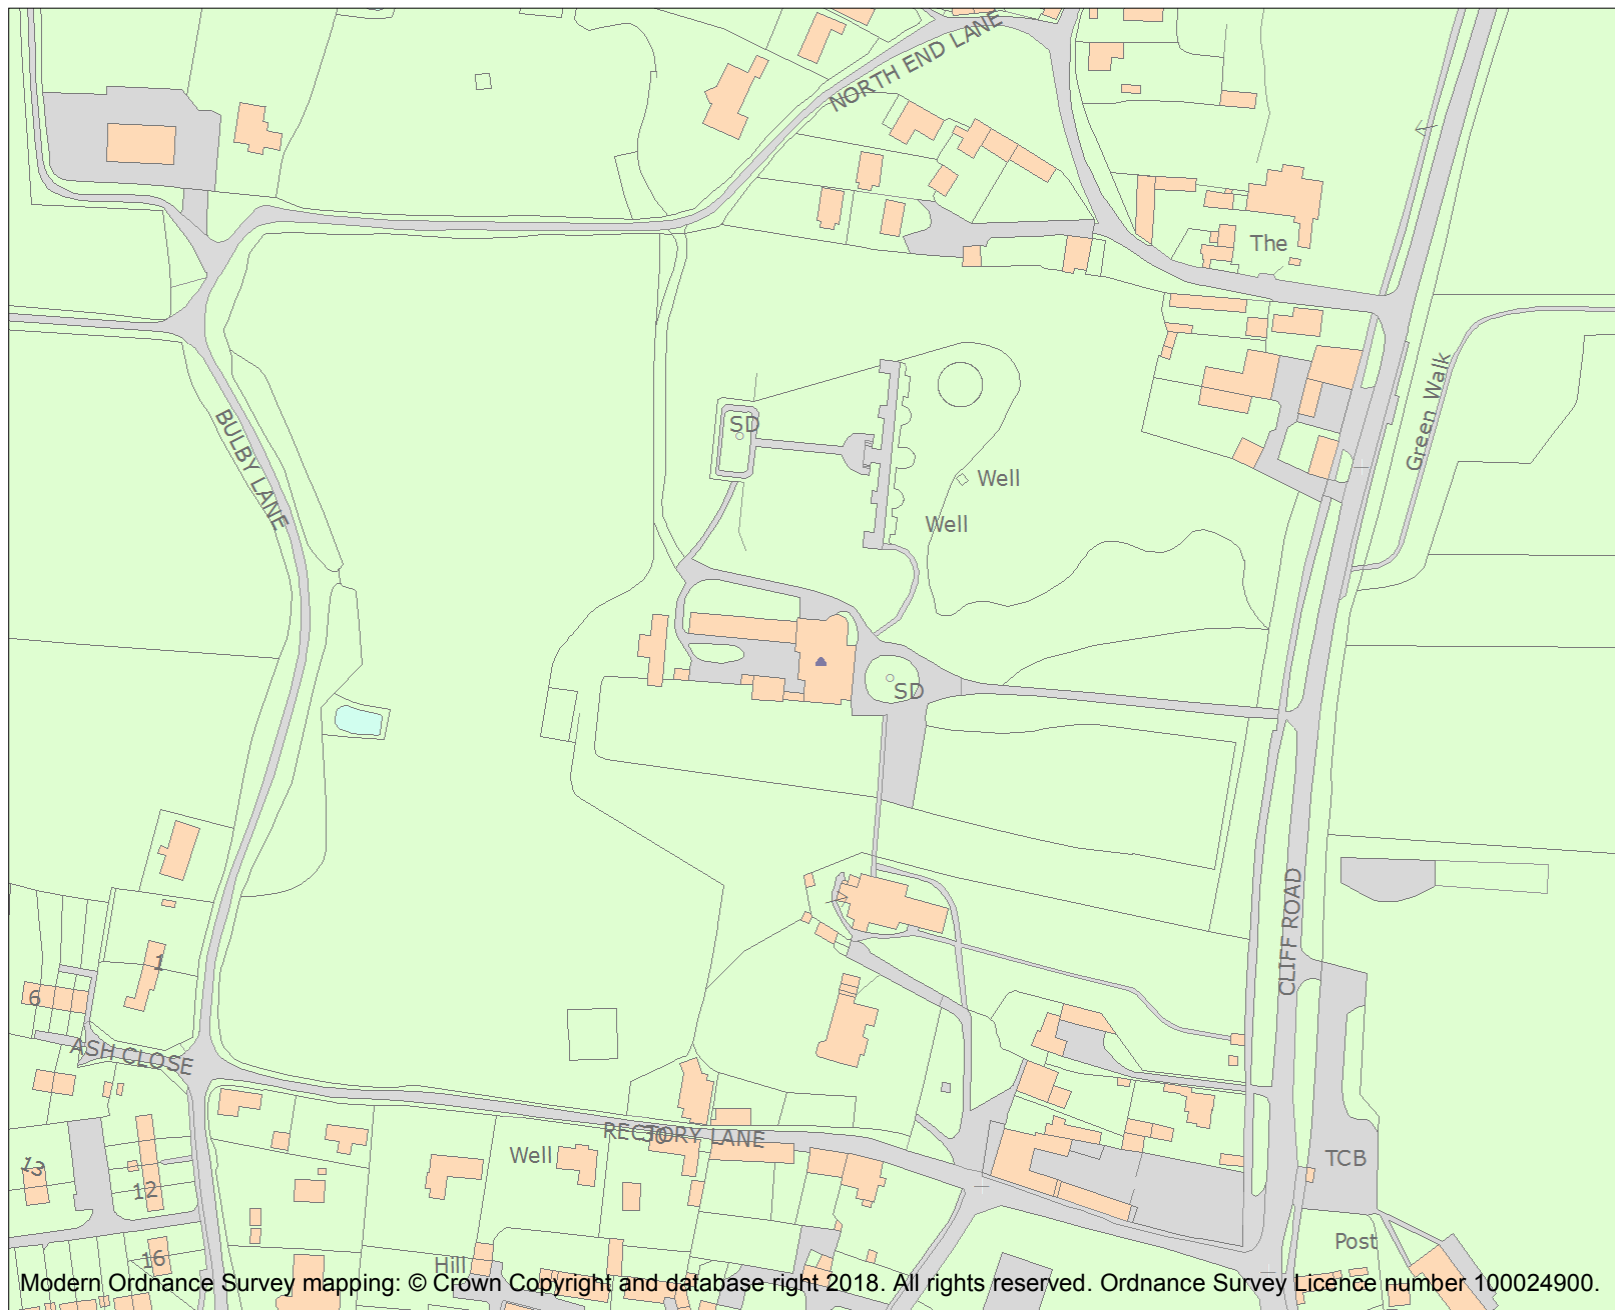 NORTH END LANE
The
Green Walk
SD
BULBY LANE
Well
Well
SD
CLIFF ROAD
1
6
ASH CLOSE
RECTORY LANE
Well
TCB
13
12
Post
16
Hill
Modern Ordnance Survey mapping: © Crown Copyright and database right 2018. All rights reserved. Ordnance Survey Licence number 100024900.